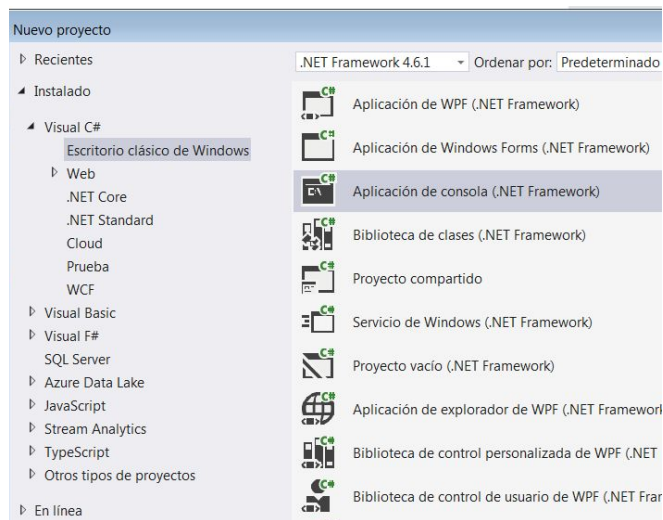 Nuevo proyecto
Recientes
.NET Framework 4.6.1
Ordenar por: Predeterminado
Instalado
Visual C#
Escritorio clásico de Windows
Web
.NET Core
.NET Standard
Cloud
Prueba
WCF
Visual Basic
Visual F#
SQL Server
Azure Data Lake
JavaScript
Stream Analytics
TypeScript
Otros tipos de proyectos
En línea
C# Aplicación de WPF (.NET Framework)
C# Aplicación de Windows Forms (.NET Framework)
C# Aplicación de consola (.NET Framework)
C# Biblioteca de clases (.NET Framework)
C# Proyecto compartido
C# Servicio de Windows (.NET Framework)
C# Proyecto vacío (.NET Framework)
C# Aplicación de explorador de WPF (.NET Framework
C# Biblioteca de control personalizada de WPF (.NET
C# Biblioteca de control de usuario de WPF (.NET Fra